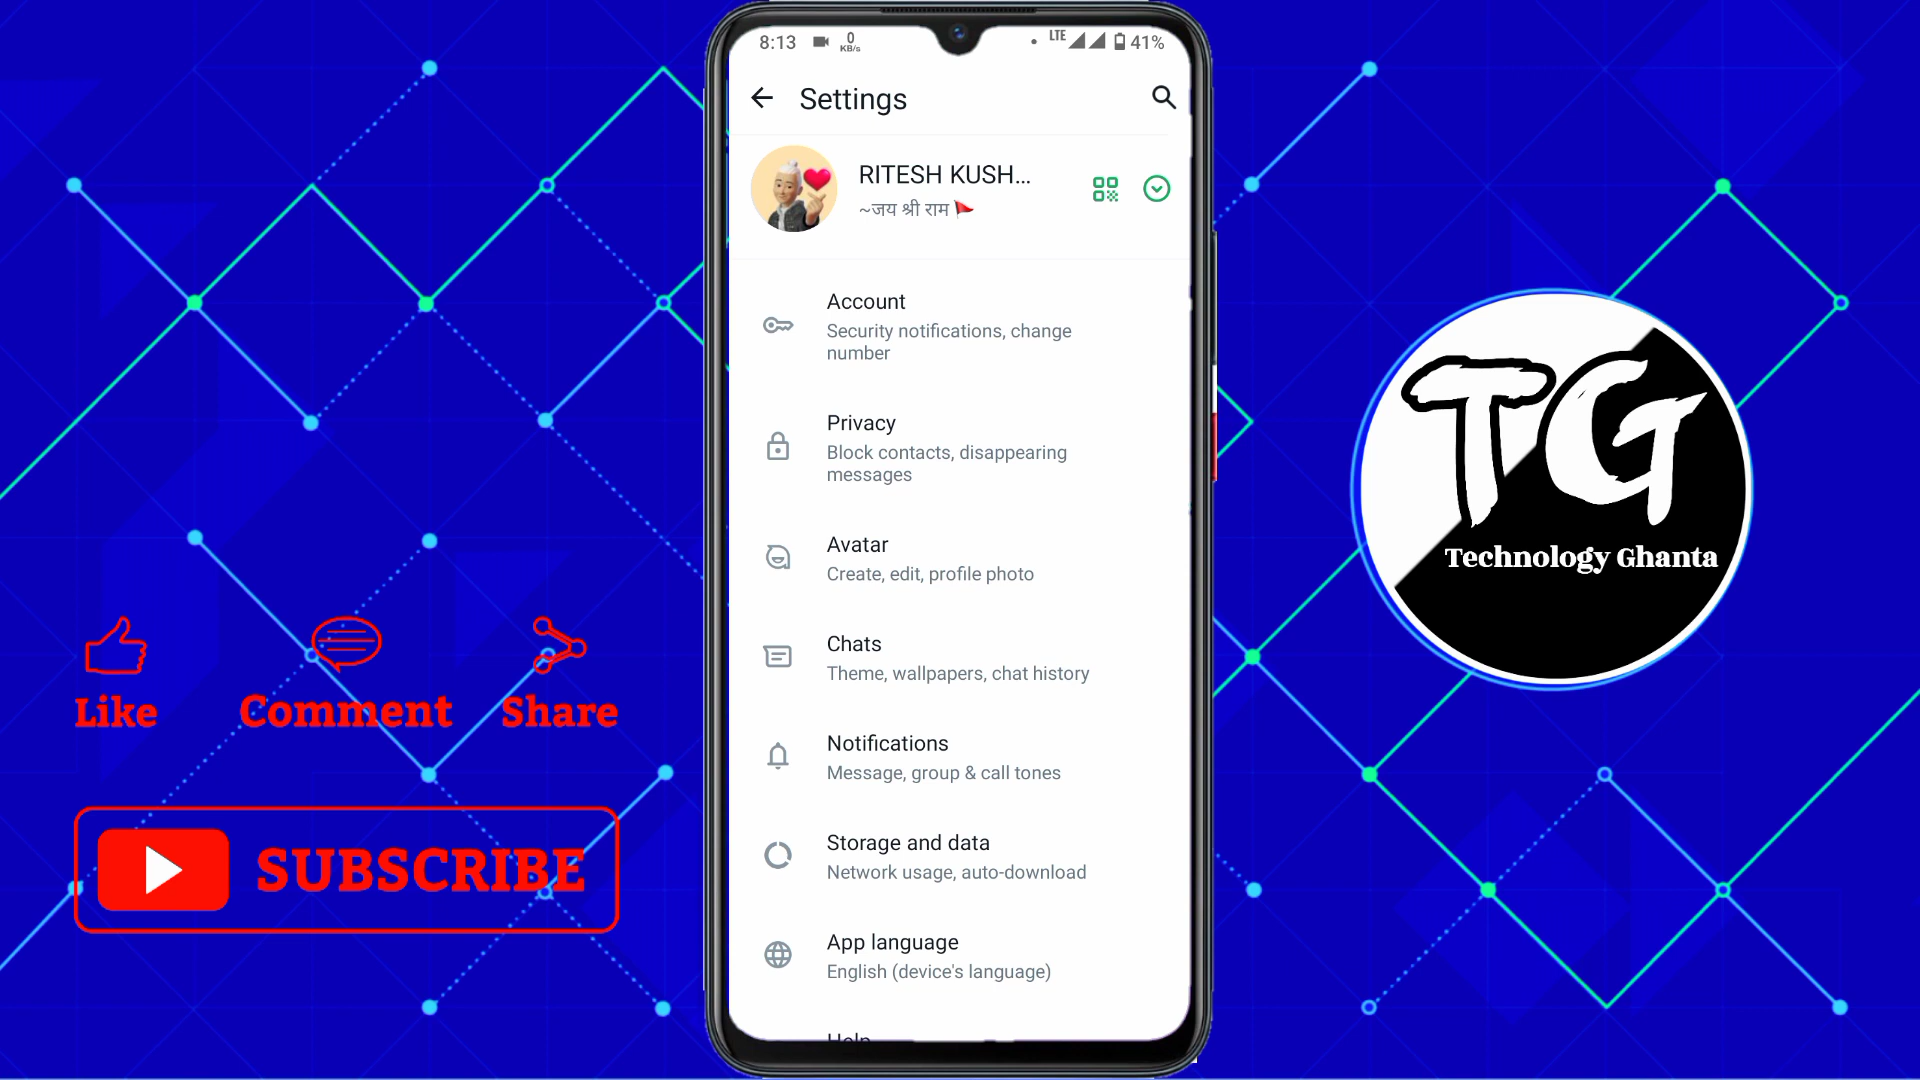 8:13
0
KB/s
LTE
41%
Settings
RITESH KUSH...
~जय श्री राम 🚩
Account
Security notifications, change
number
Privacy
Block contacts, disappearing
messages
Avatar
Create, edit, profile photo
Chats
Theme, wallpapers, chat history
Notifications
Message, group & call tones
Storage and data
Network usage, auto-download
App language
English (device's language)
Help
Like
Comment
Share
SUBSCRIBE
TG
Technology Ghanta